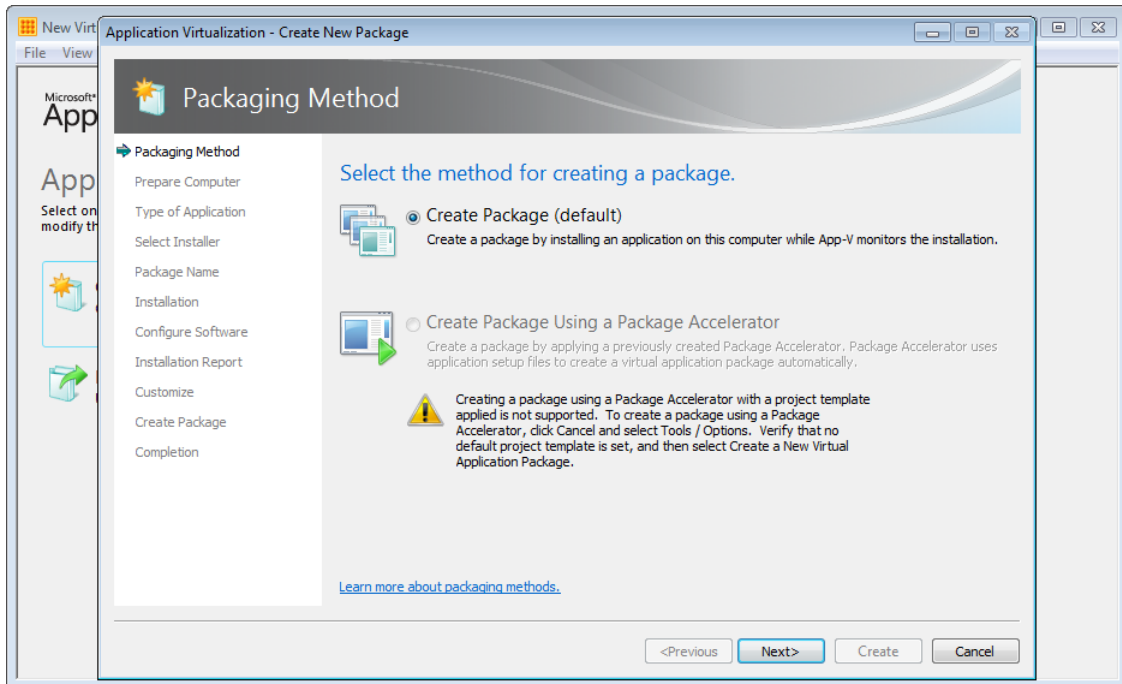 New Virt
File View
Application Virtualization - Create New Package
Microsoft
App
App
Select on
modify th
Packaging Method
Packaging Method
Prepare Computer
Type of Application
Select Installer
Package Name
Installation
Configure Software
Installation Report
Customize
Create Package
Completion
Select the method for creating a package.
Create Package (default)
Create a package by installing an application on this computer while App-V monitors the installation.
Create Package Using a Package Accelerator
Create a package by applying a previously created Package Accelerator. Package Accelerator uses
application setup files to create a virtual application package automatically.
Creating a package using a Package Accelerator with a project template
applied is not supported. To create a package using a Package
Accelerator, click Cancel and select Tools / Options. Verify that no
default project template is set, and then select Create a New Virtual
Application Package.
Learn more about packaging methods.
<Previous Next> Create Cancel